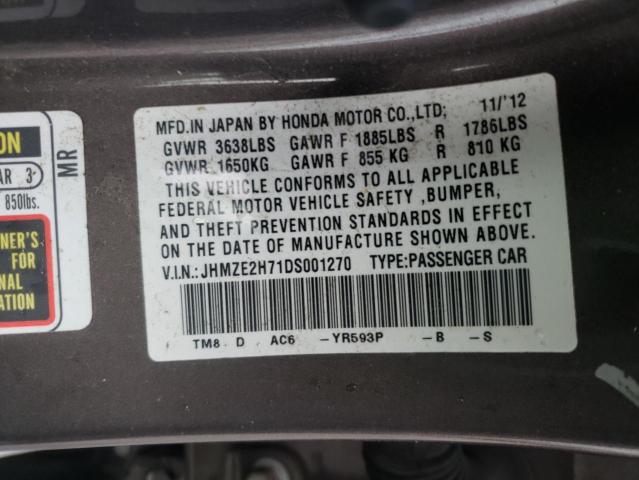 MFD.IN JAPAN BY HONDA MOTOR CO.,LTD; 11/'12
GVWR 3638LBS GAWR F 1885LBS R 1786LBS
GVWR 1650KG GAWR F 855 KG R 810 KG
THIS VEHICLE CONFORMS TO ALL APPLICABLE
FEDERAL MOTOR VEHICLE SAFETY ,BUMPER,
AND THEFT PREVENTION STANDARDS IN EFFECT
ON THE DATE OF MANUFACTURE SHOWN ABOVE.
V.I.N.: JHMZE2H71DS001270 TYPE:PASSENGER CAR
TM8 D AC6 -YR593P -B -S
ON
AR 3
850lbs.
NER'S
FOR
NAL
ATION
MR